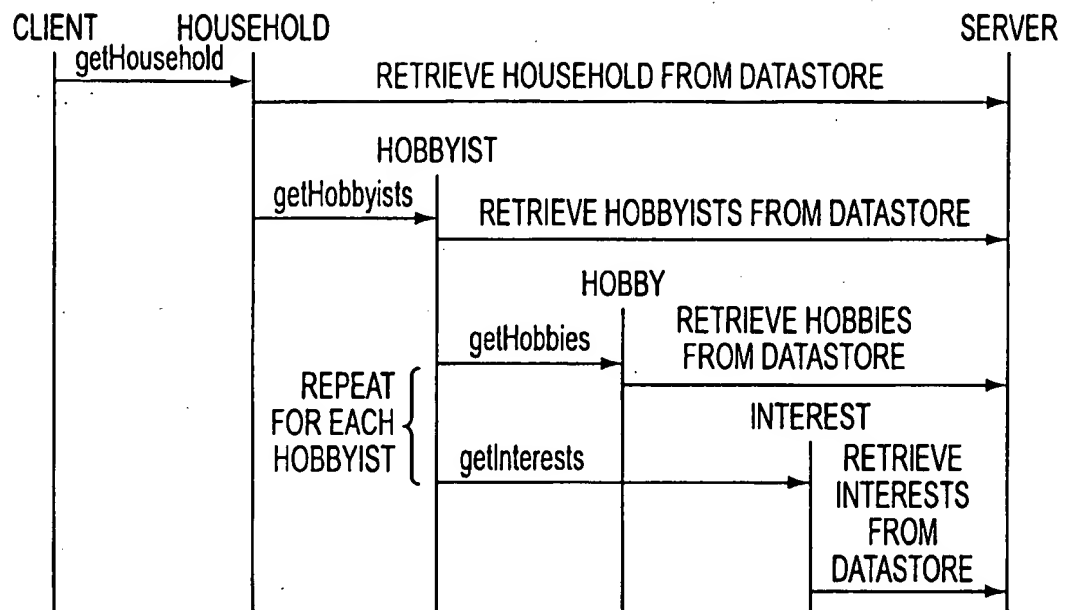 CLIENT
HOUSEHOLD
SERVER
getHousehold
RETRIEVE HOUSEHOLD FROM DATASTORE
HOBBYIST
getHobbyists
RETRIEVE HOBBYISTS FROM DATASTORE
HOBBY
getHobbies
RETRIEVE HOBBIES
FROM DATASTORE
REPEAT
FOR EACH
HOBBYIST
INTEREST
getInterests
RETRIEVE
INTERESTS
FROM
DATASTORE